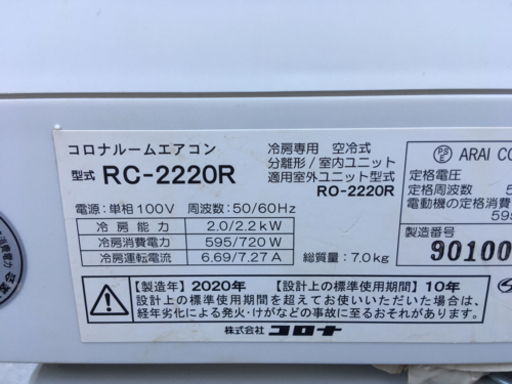 コロナルームエアコン
型式 RC-2220R
冷房専用 空冷式
分離形/室内ユニット
適用室外ユニット型式
RO-2220R
電源:単相100V 周波数:50/60Hz
冷房能力 2.0/2.2kW
冷房消費電力 595/720W
冷房運転電流 6.69/7.27A
総質量:7.0kg
【製造年】2020年 【設計上の標準使用期間】10年
設計上の標準使用期間を超えてお使いいただいた場合は、
経年劣化による発火・けがなどの事故に至るおそれがあります。
株式会社 コロナ
PS E ARAI CO
定格電圧
定格周波数 5
電動機の定格消費
595
製造番号
90100